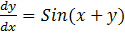 dy/dx = Sin(x + y)